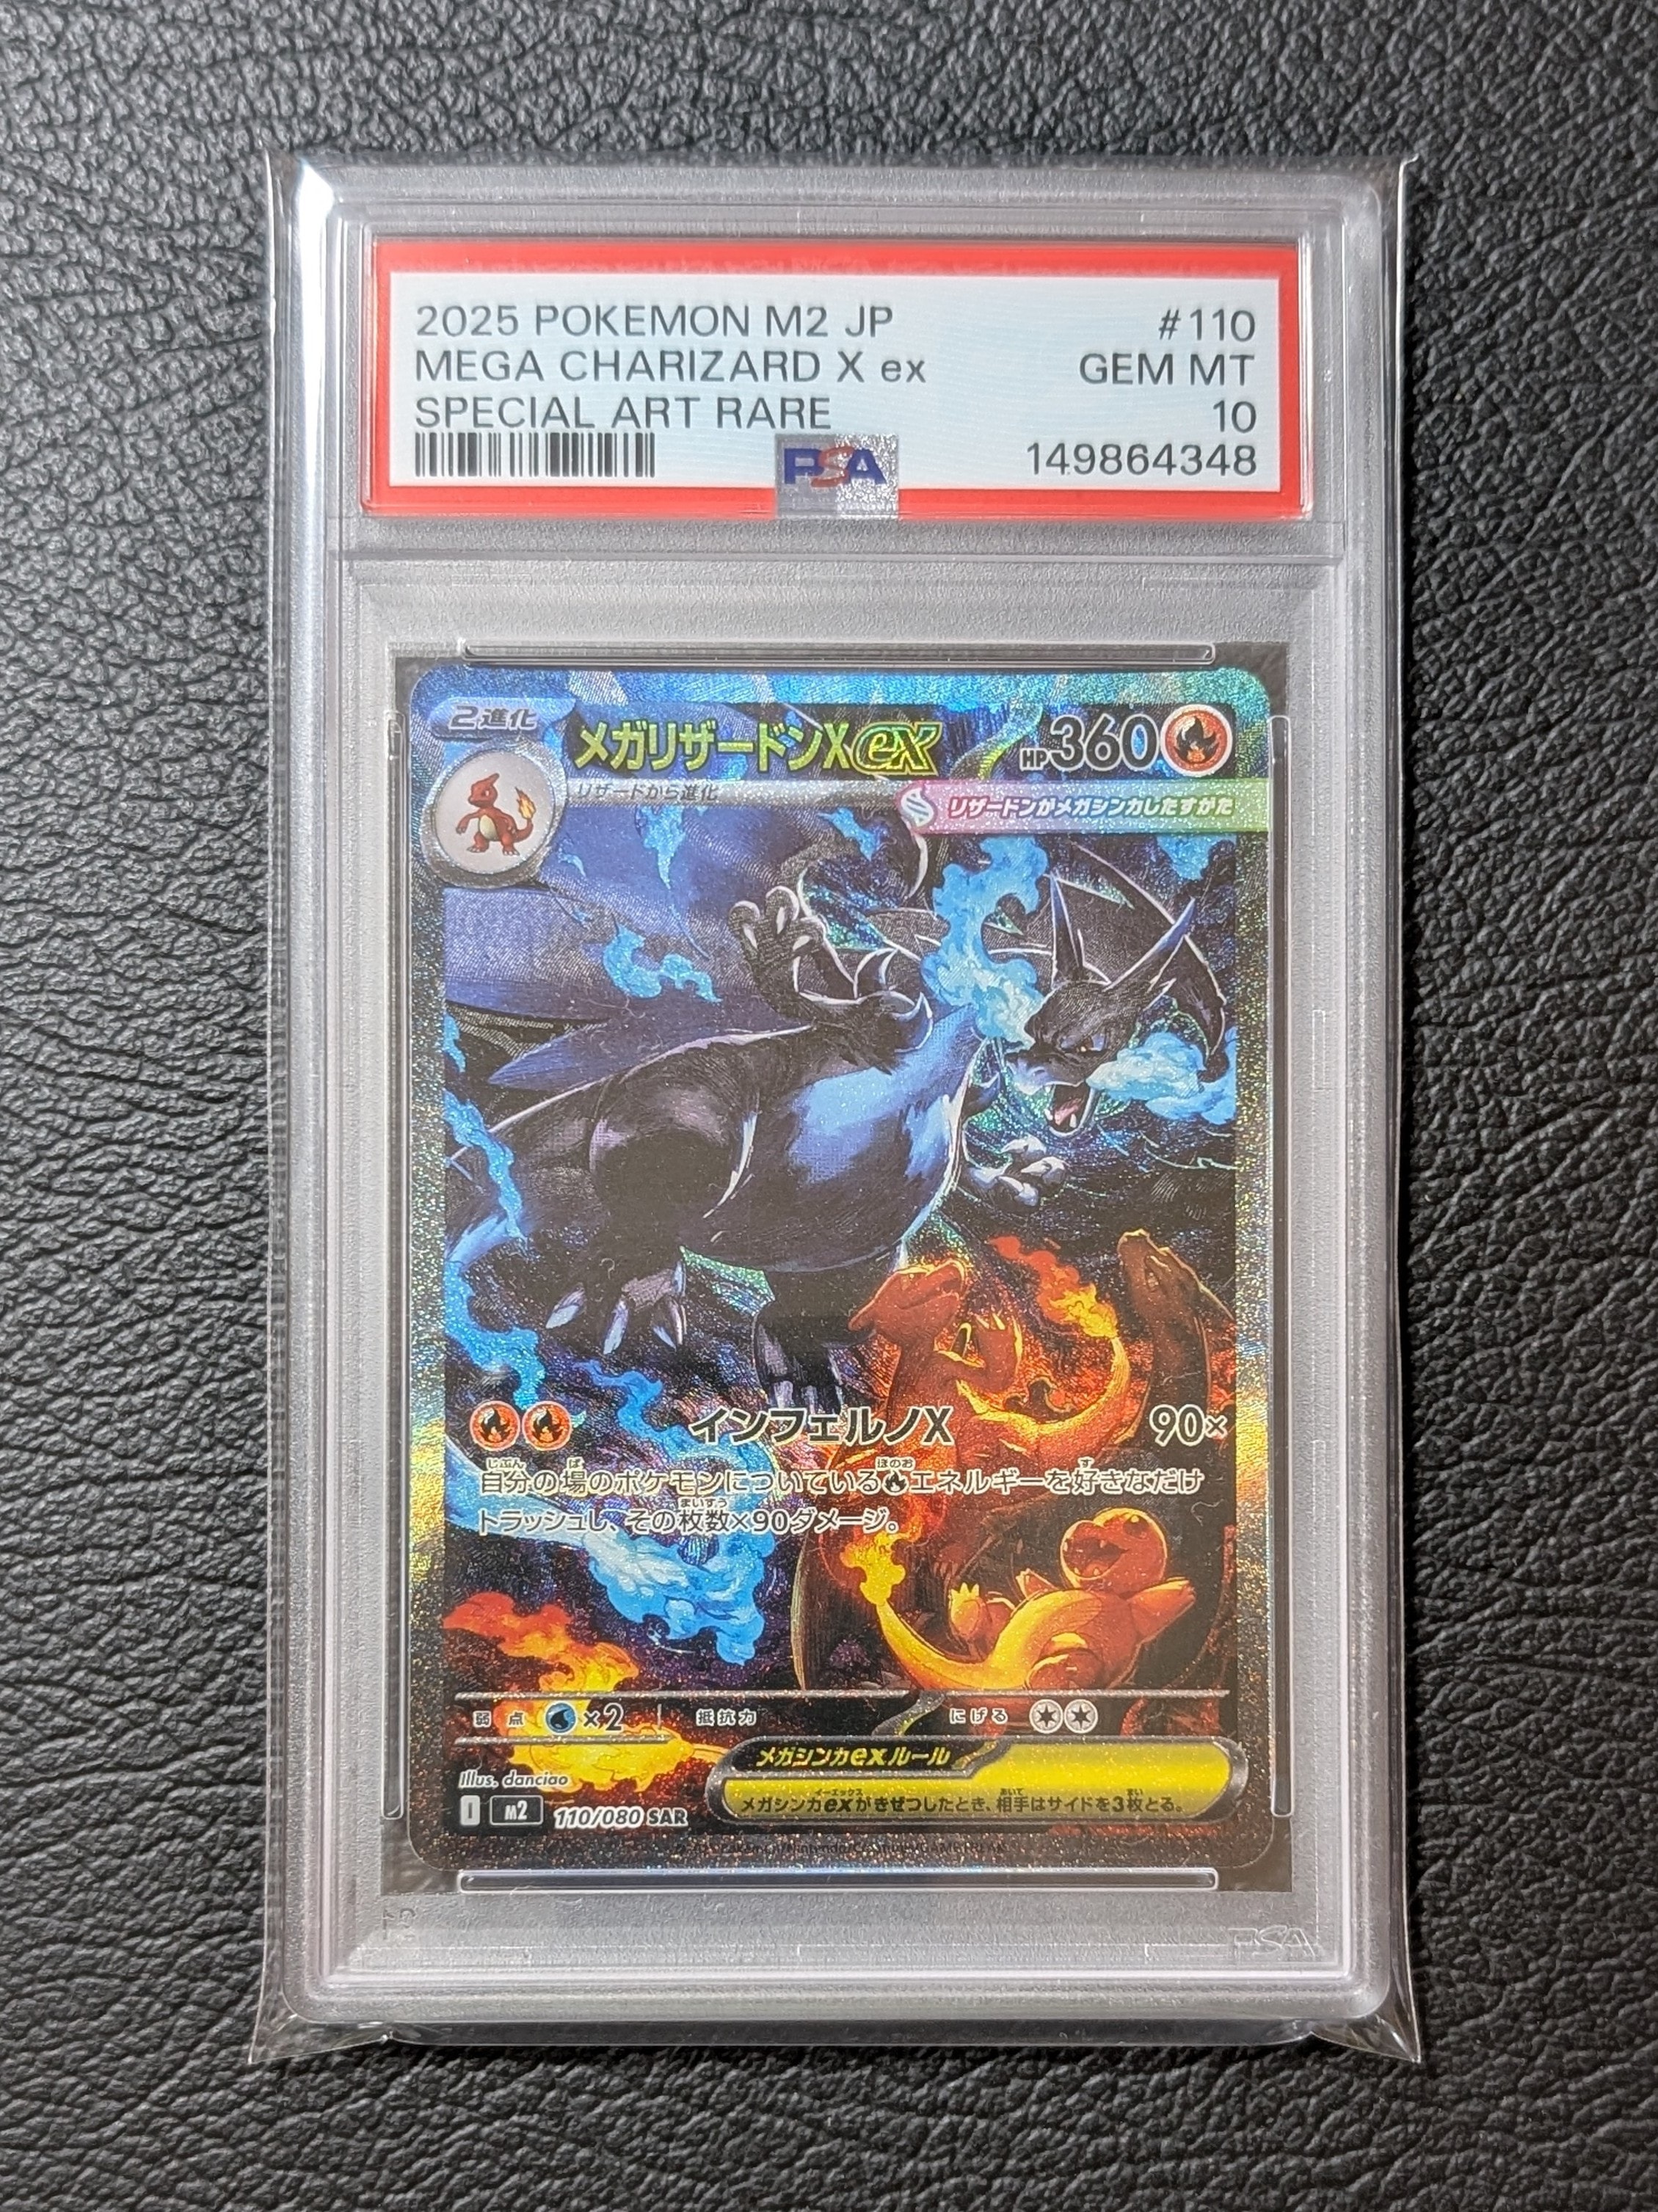 2025 POKEMON M2 JP #110
MEGA CHARIZARD X ex GEM MT
SPECIAL ART RARE 10
PSA 149864348
2進化 メガリザードンXex HP360
リザードから進化
リザードンがメガシンカしたすがた
インフェルノX 90×
自分の場のポケモンについているエネルギーを好きなだけ
トラッシュし、その枚数×90ダメージ。
弱点 ×2 抵抗力 にげる
メガシンカexルール
メガシンカexがきぜつしたとき、相手はサイドを3枚とる。
Illus. danciao
I m2 110/080 SAR
PSA